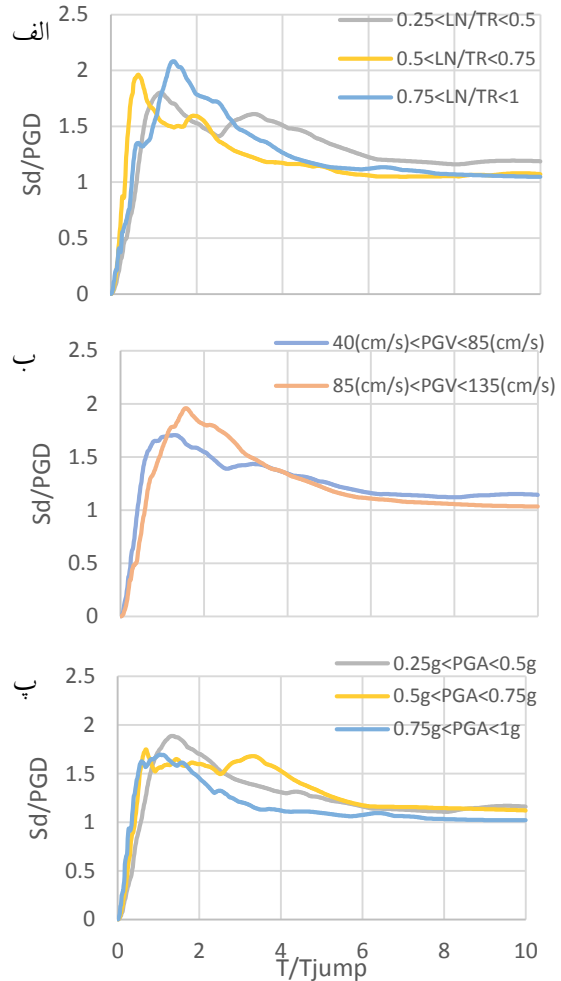 الف
2.5
2
1.5
1
0.5
0
Sd/PGD
0.25<LN/TR<0.5
0.5<LN/TR<0.75
0.75<LN/TR<1
ب
2.5
2
1.5
1
0.5
0
Sd/PGD
40(cm/s)<PGV<85(cm/s)
85(cm/s)<PGV<135(cm/s)
پ
2.5
2
1.5
1
0.5
0
Sd/PGD
0.25g<PGA<0.5g
0.5g<PGA<0.75g
0.75g<PGA<1g
0 2 4 6 8 10
T/Tjump